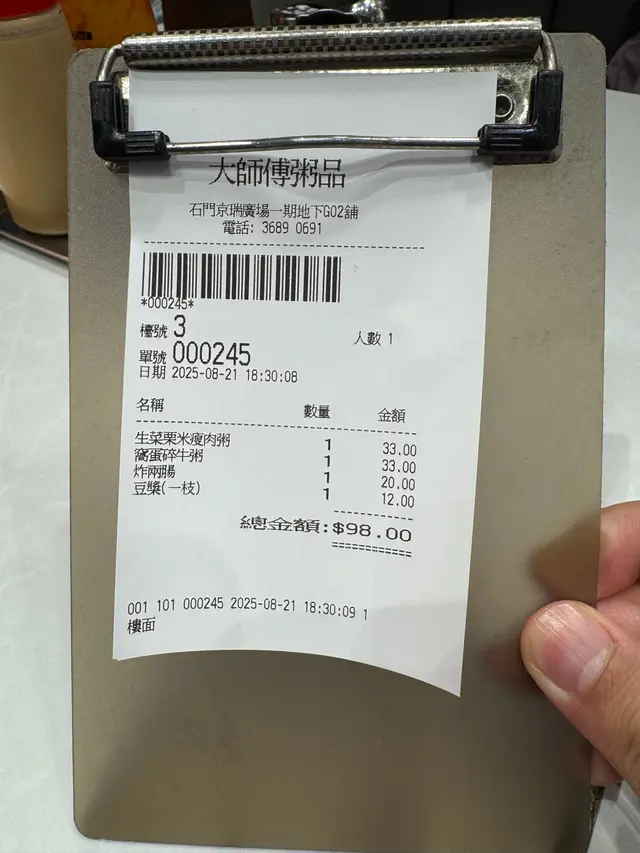 大師傅粥品
石門京瑞廣場一期地下G02舖
電話: 3689 0691
*000245*
檯號 3 人數 1
單號 000245
日期 2025-08-21 18:30:08
名稱 數量 金額
生菜粟米瘦肉粥 1 33.00
窩蛋碎牛粥 1 33.00
炸兩腸 1 20.00
豆漿(一枝) 1 12.00
總金額:$98.00
001 101 000245 2025-08-21 18:30:09 1
樓面